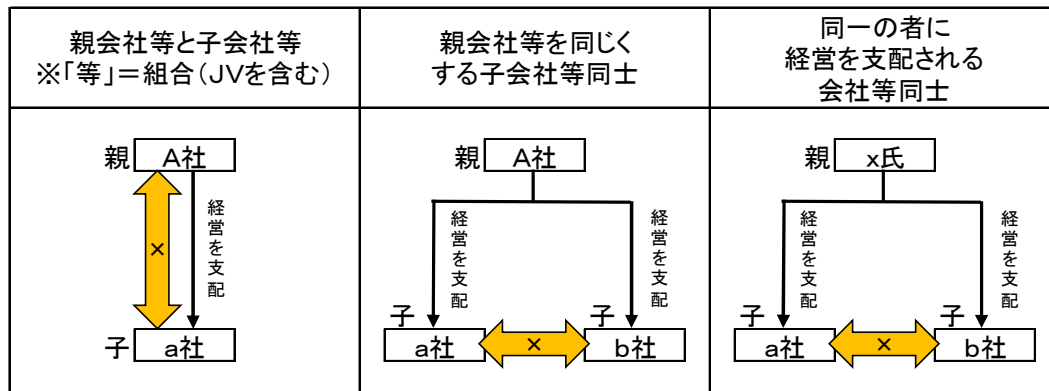 親会社等と子会社等
※「等」=組合(JVを含む)
親会社等を同じく
する子会社等同士
同一の者に
経営を支配される
会社等同士
親 A社
経営を支配
×
子 a社
親 A社
経営を支配
経営を支配
子
子
a社
×
b社
親 x氏
経営を支配
経営を支配
子
子
a社
×
b社